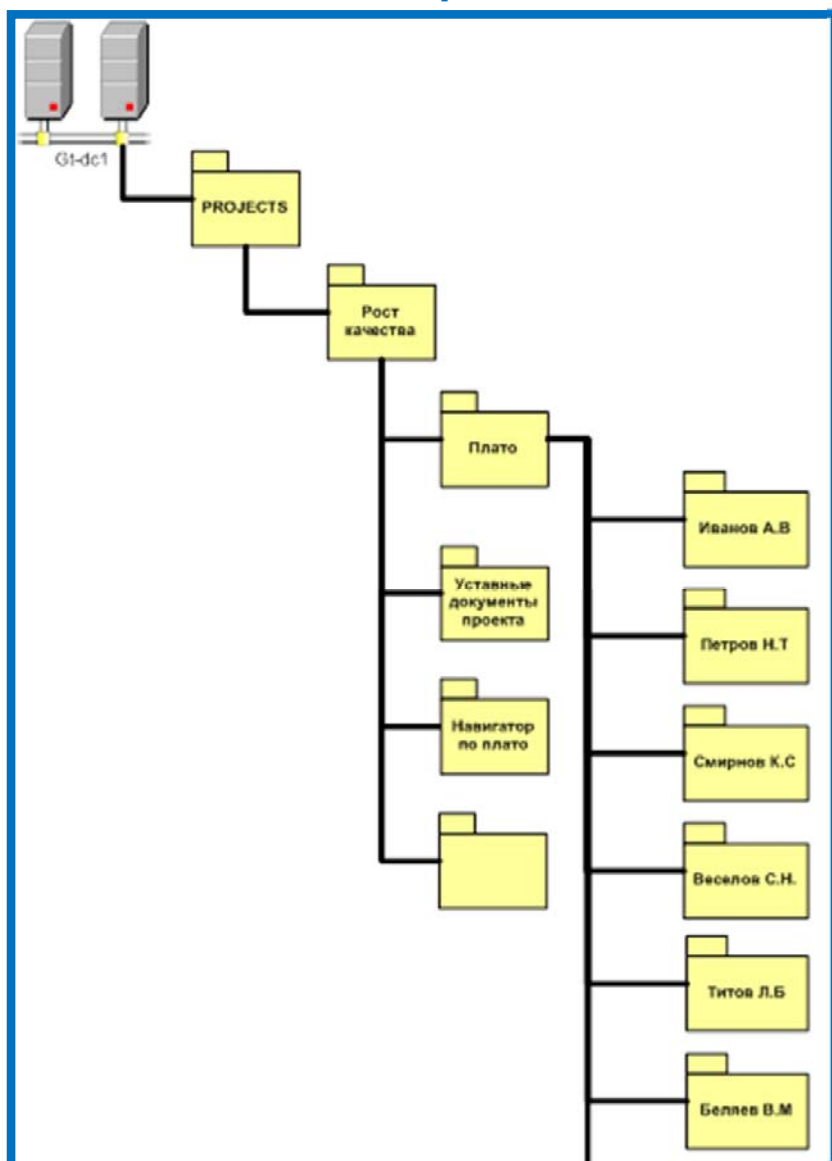 Gt-dc1
PROJECTS
Рост
качества
Плато
Иванов А.В
Уставные
документы
проекта
Петров Н.Т
Навигатор
по плато
Смирнов К.С
Веселов С.Н.
Титов Л.Б
Беляев В.М